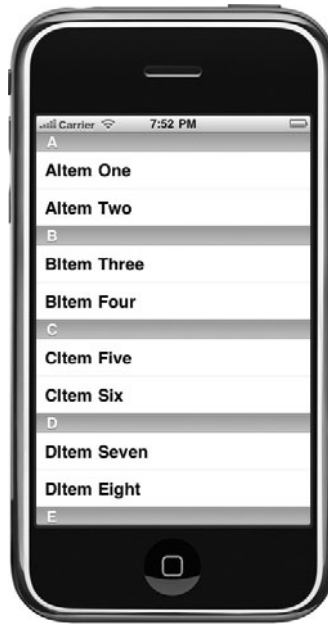 Carrier 7:52 PM
A
AItem One
AItem Two
B
BItem Three
BItem Four
C
CItem Five
CItem Six
D
DItem Seven
DItem Eight
E